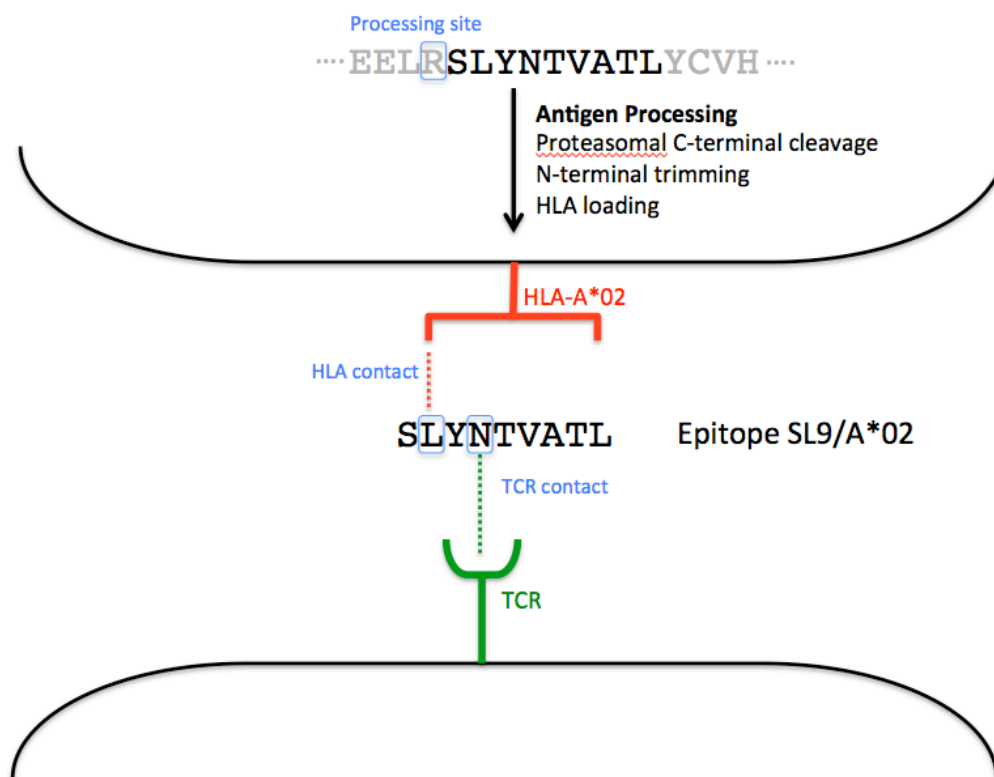 Processing site
....EELRSLYNTVATLYCVH....
Antigen Processing
Proteasomal C-terminal cleavage
N-terminal trimming
HLA loading
HLA-A*02
HLA contact
SLYNTVATL Epitope SL9/A*02
TCR contact
TCR